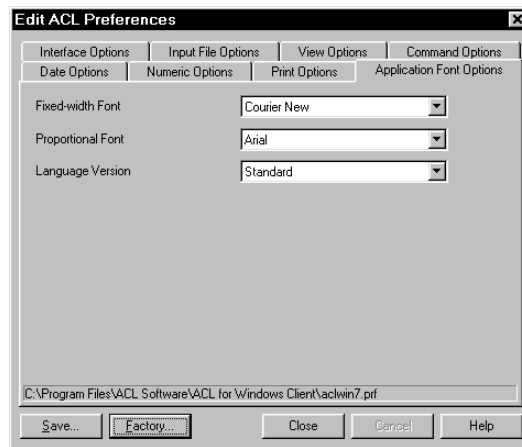 Edit ACL Preferences
Interface Options Input File Options View Options Command Options
Date Options Numeric Options Print Options Application Font Options
Fixed-width Font Courier New
Proportional Font Arial
Language Version Standard
C:\Program Files\ACL Software\ACL for Windows Client\aclwin7.prf
Save... Factory... Close Cancel Help